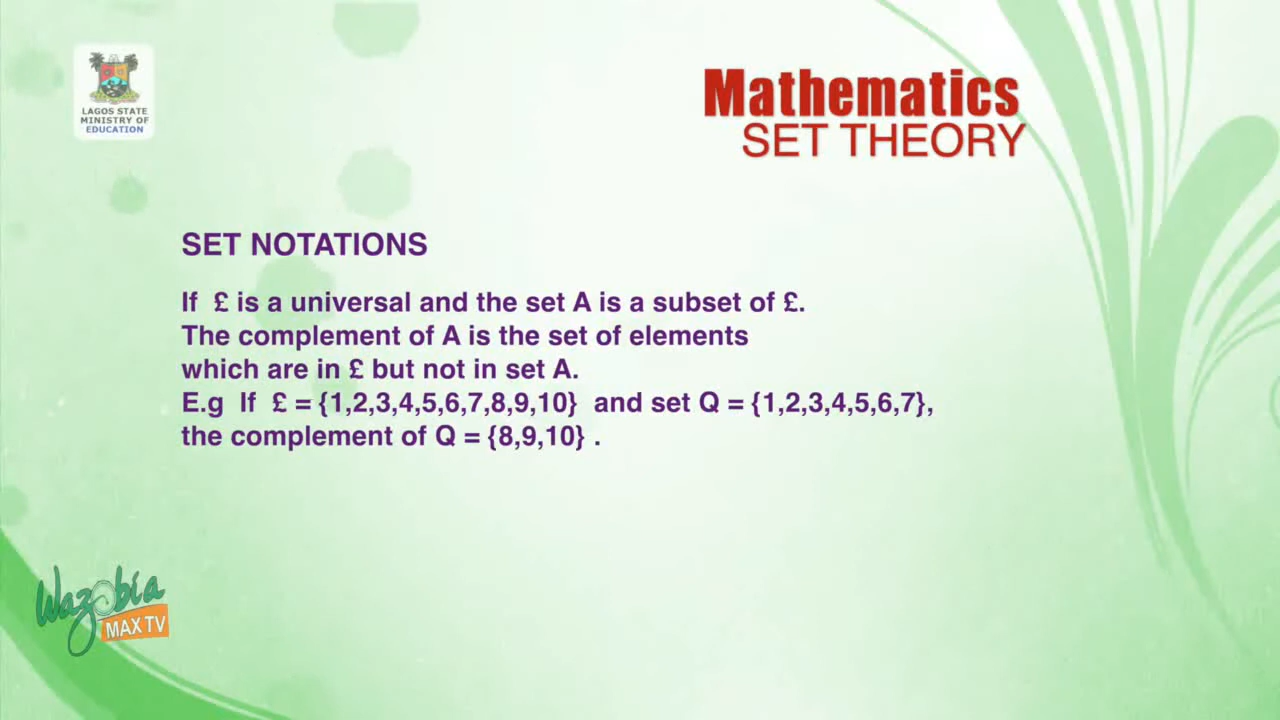 LAGOS STATE
MINISTRY OF
EDUCATION
Mathematics
SET THEORY
SET NOTATIONS
If £ is a universal and the set A is a subset of £.
The complement of A is the set of elements
which are in £ but not in set A.
E.g If £ = {1,2,3,4,5,6,7,8,9,10} and set Q = {1,2,3,4,5,6,7},
the complement of Q = {8,9,10} .
Wazobia
MAX TV